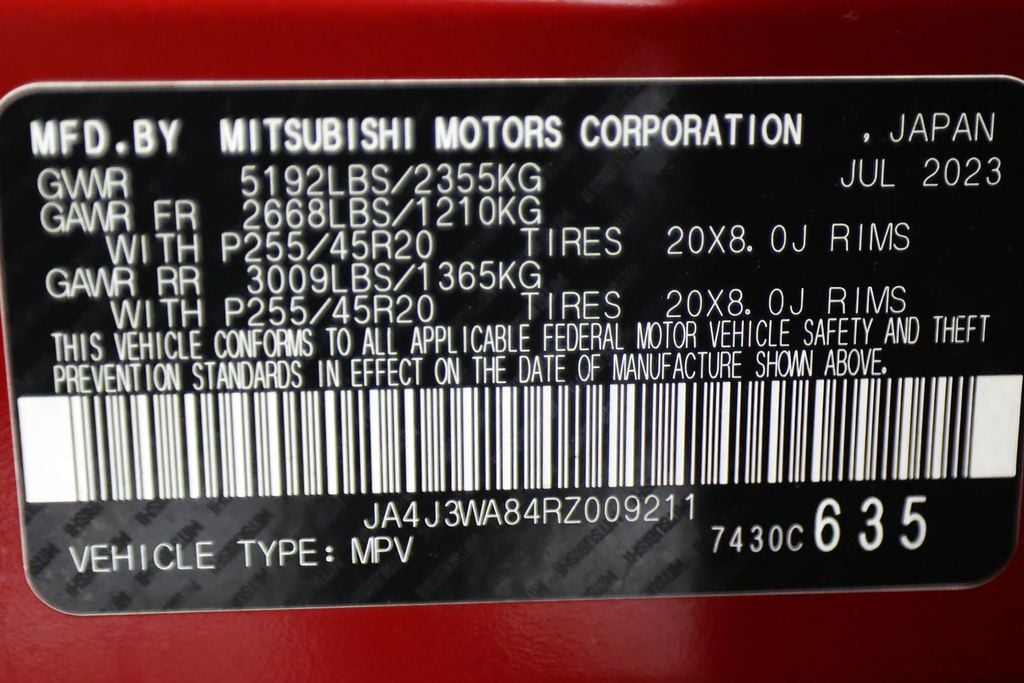 MFD.BY MITSUBISHI MOTORS CORPORATION , JAPAN
JUL 2023
GVWR 5192LBS/2355KG
GAWR FR 2668LBS/1210KG
WITH P255/45R20 TIRES 20X8.0J RIMS
GAWR RR 3009LBS/1365KG
WITH P255/45R20 TIRES 20X8.0J RIMS
THIS VEHICLE CONFORMS TO ALL APPLICABLE FEDERAL MOTOR VEHICLE SAFETY AND THEFT
PREVENTION STANDARDS IN EFFECT ON THE DATE OF MANUFACTURE SHOWN ABOVE.
JA4J3WA84RZ009211
7430C 635
VEHICLE TYPE: MPV